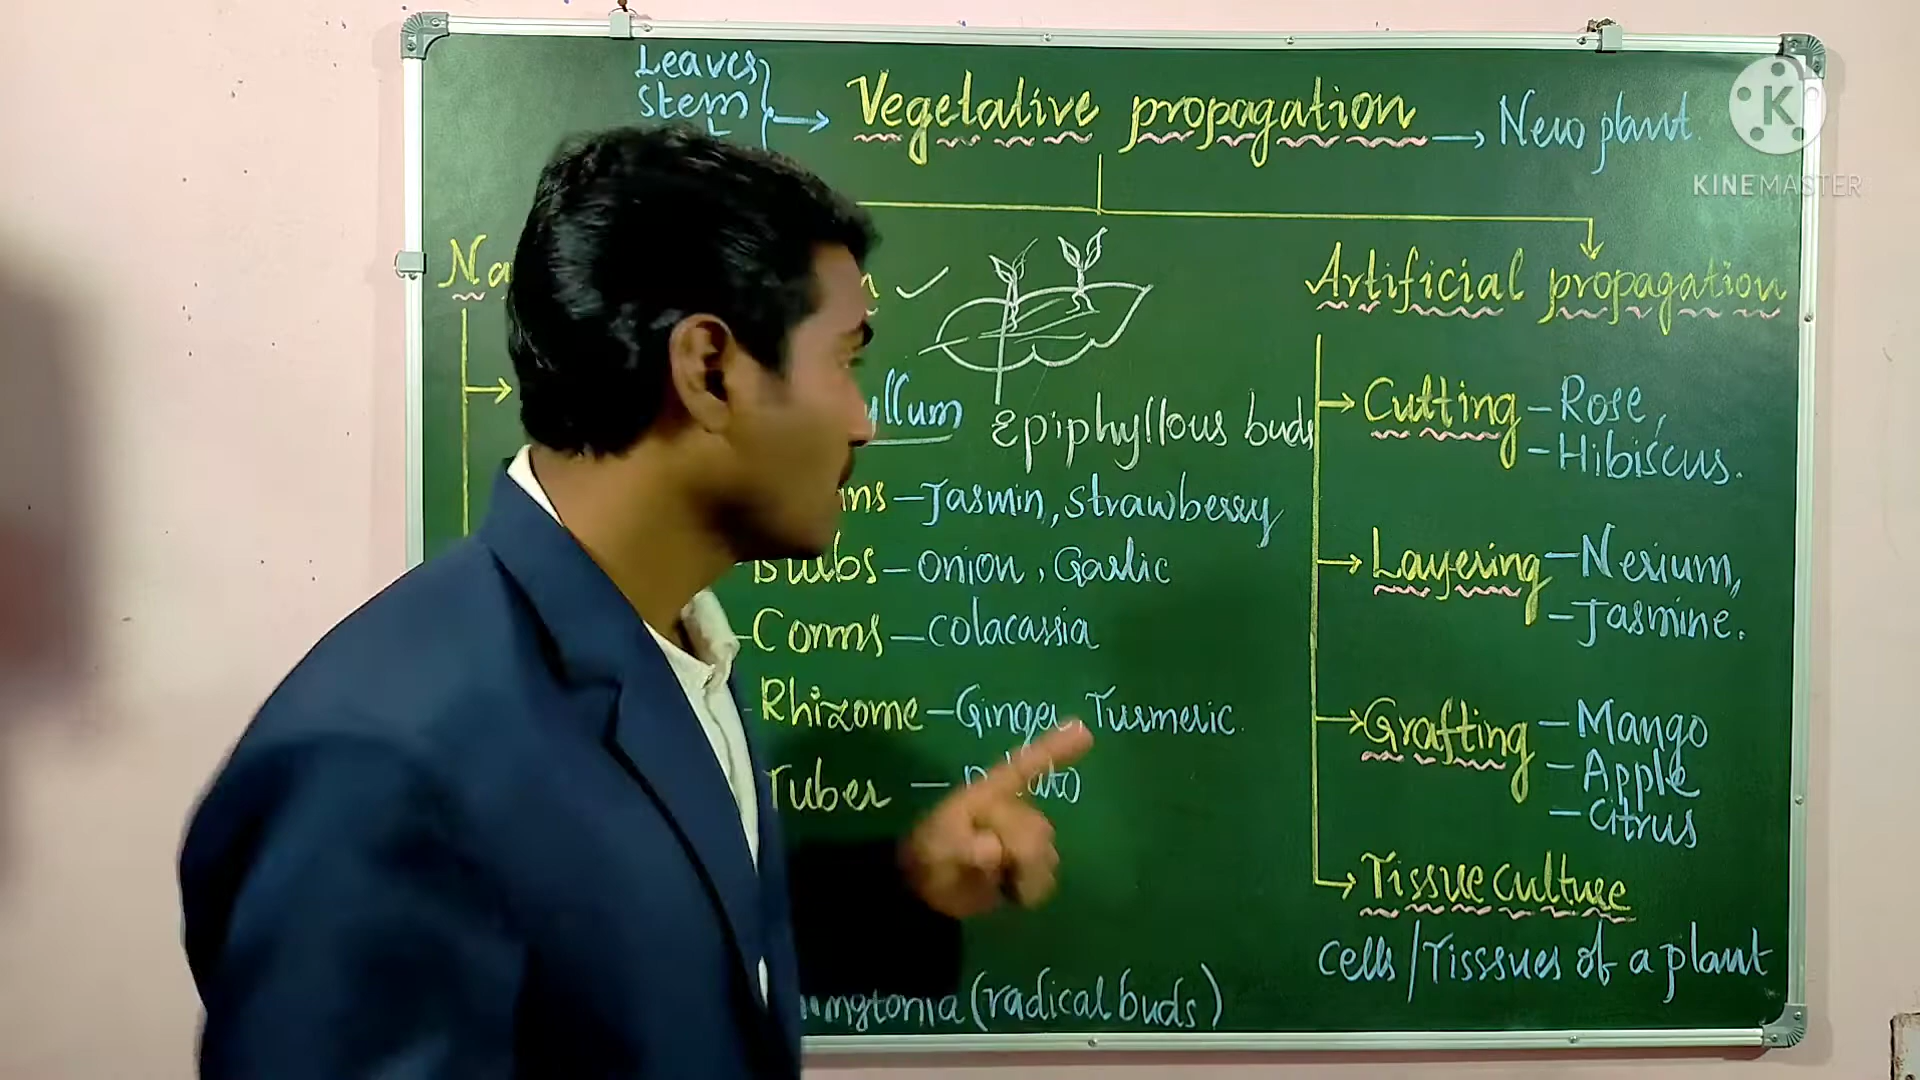 Leaves
Stem
Vegetative propagation
New plant.
KINEMASTER
Artificial propagation
Epiphyllous buds
Cutting - Rose,
- Hibiscus.
- Jasmin, Strawberry
Bulbs - Onion, Garlic
Layering - Nerium,
- Jasmine.
Corms - colacassia
Rhizome - Ginger, Turmeric.
Grafting - Mango
- Apple
- Citrus
Tuber -
Tissue culture
cells / Tisssues of a plant
(radical buds)